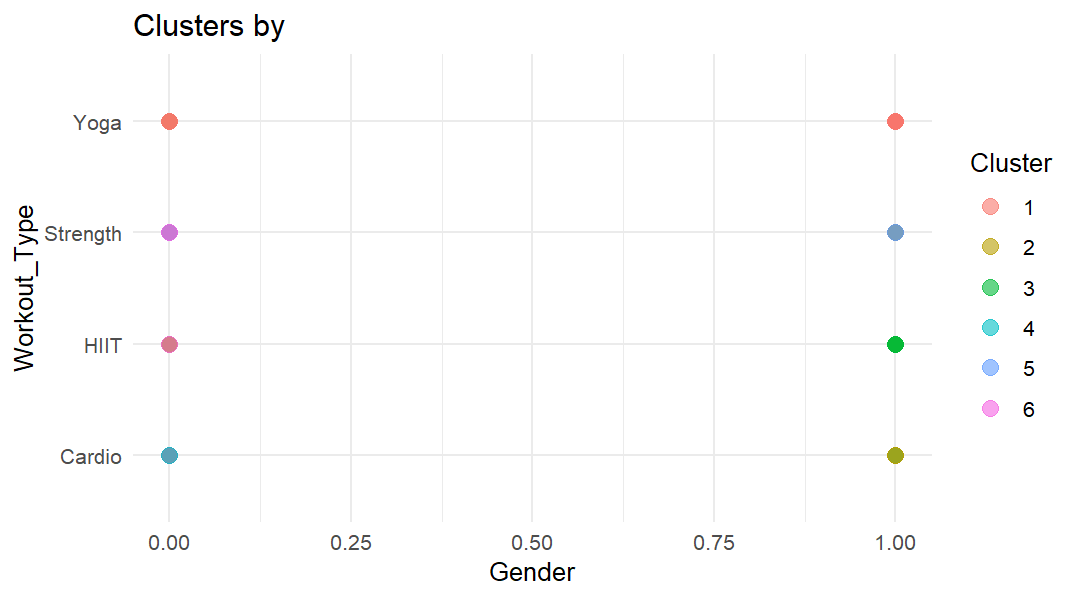 Clusters by
Workout_Type
Yoga
Strength
HIIT
Cardio
0.00 0.25 0.50 0.75 1.00
Gender
Cluster
1
2
3
4
5
6